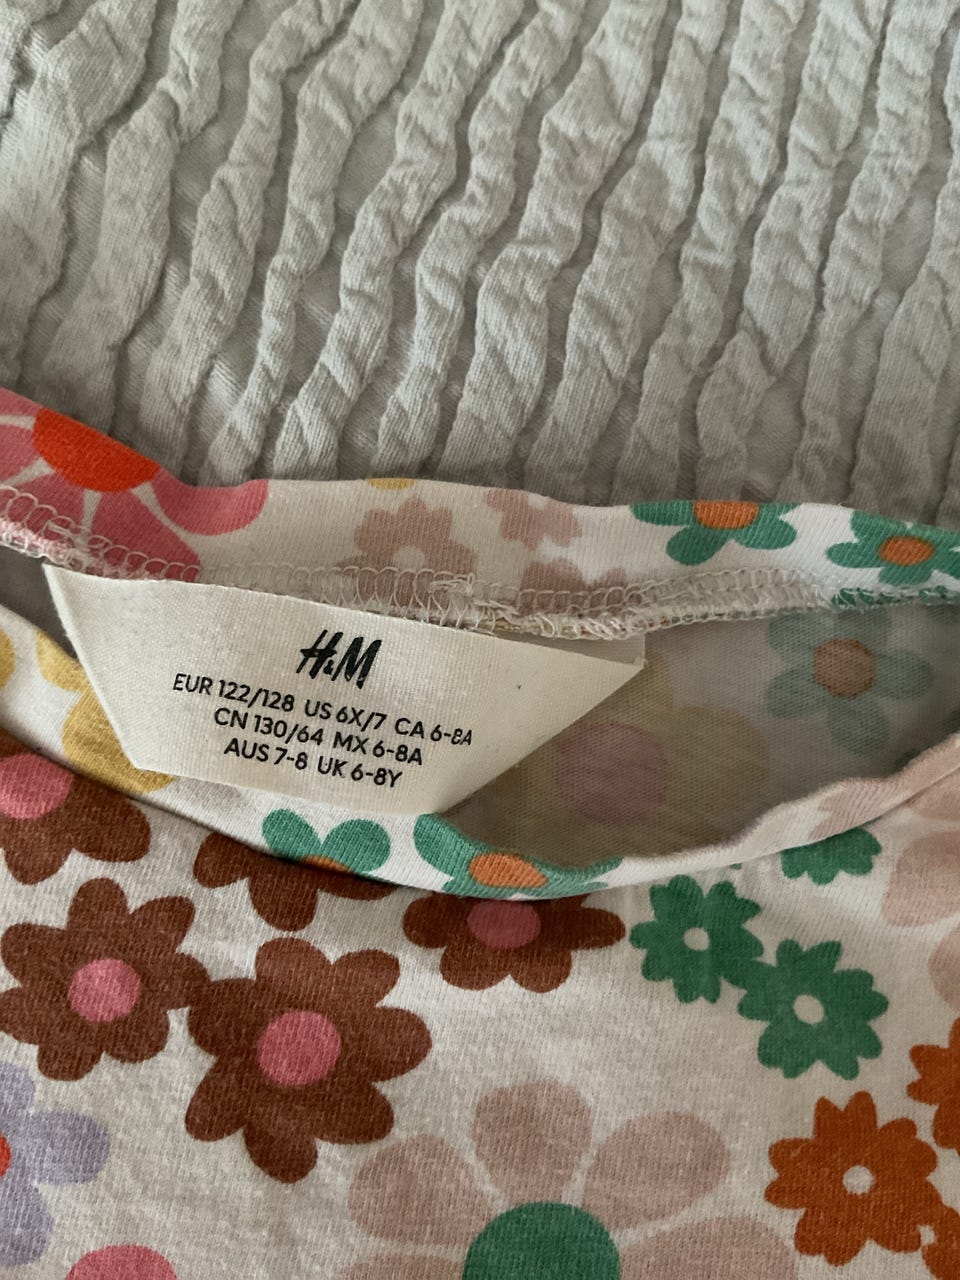 H&M
EUR 122/128 US 6X/7 CA 6-8A
CN 130/64 MX 6-8A
AUS 7-8 UK 6-8Y